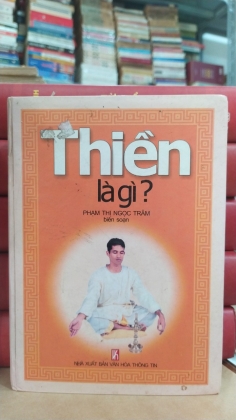 Thiền
là gì?
PHẠM THỊ NGỌC TRÂM
biên soạn
NHÀ XUẤT BẢN VĂN HÓA THÔNG TIN